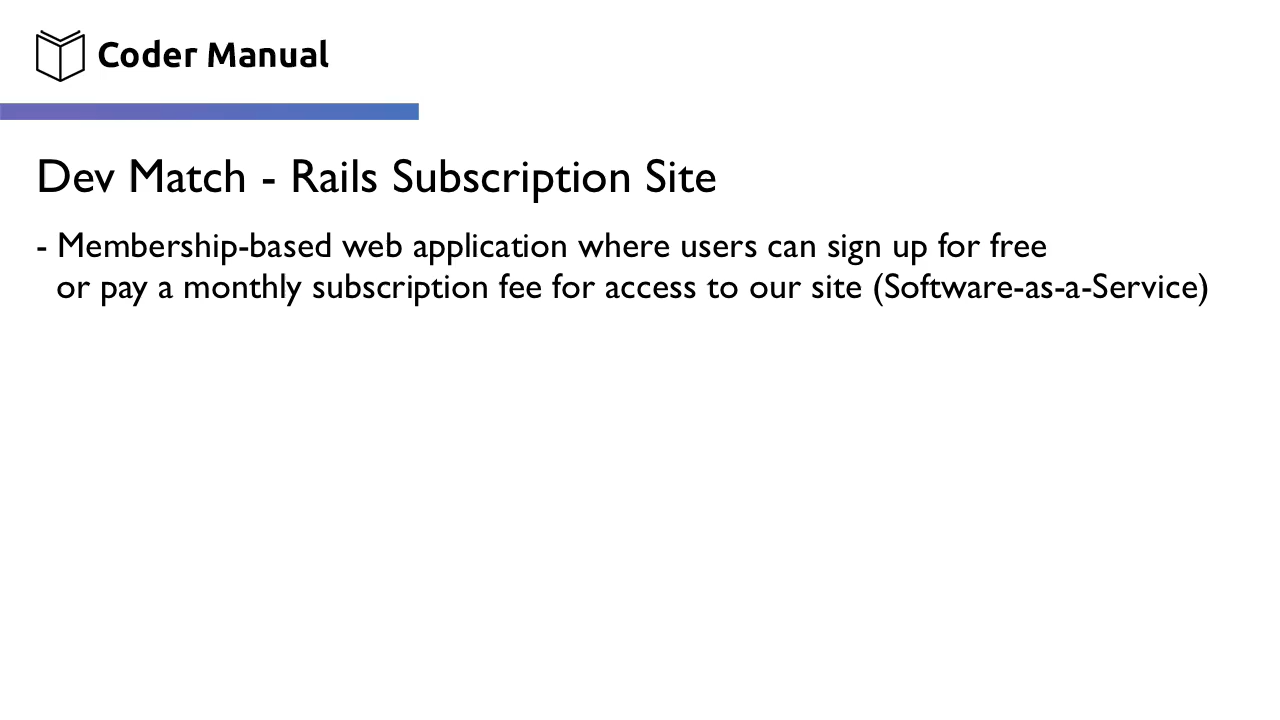 Coder Manual
Dev Match - Rails Subscription Site
- Membership-based web application where users can sign up for free
or pay a monthly subscription fee for access to our site (Software-as-a-Service)